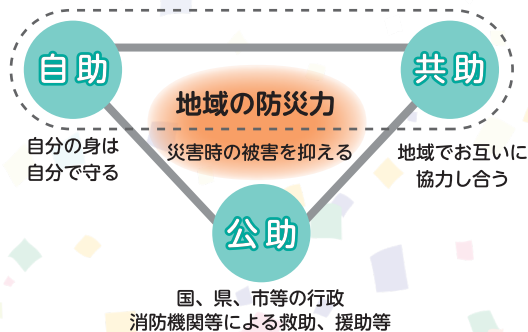 自助
共助
地域の防災力
災害時の被害を抑える
自分の身は
自分で守る
地域でお互いに
協力し合う
公助
国、県、市等の行政
消防機関等による救助、援助等